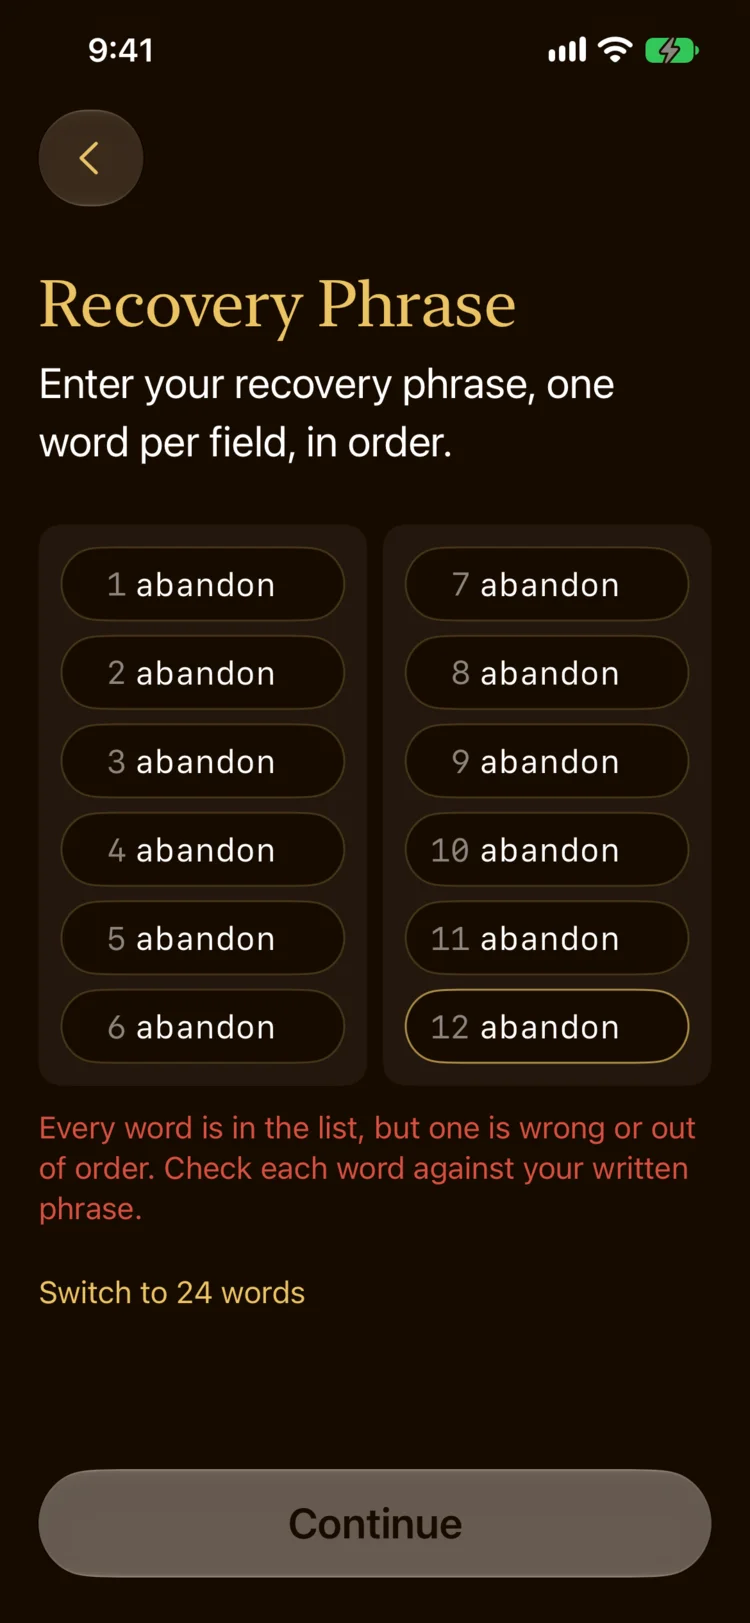 9:41
Recovery Phrase
Enter your recovery phrase, one
word per field, in order.
1 abandon
2 abandon
3 abandon
4 abandon
5 abandon
6 abandon
7 abandon
8 abandon
9 abandon
10 abandon
11 abandon
12 abandon
Every word is in the list, but one is wrong or out
of order. Check each word against your written
phrase.
Switch to 24 words
Continue